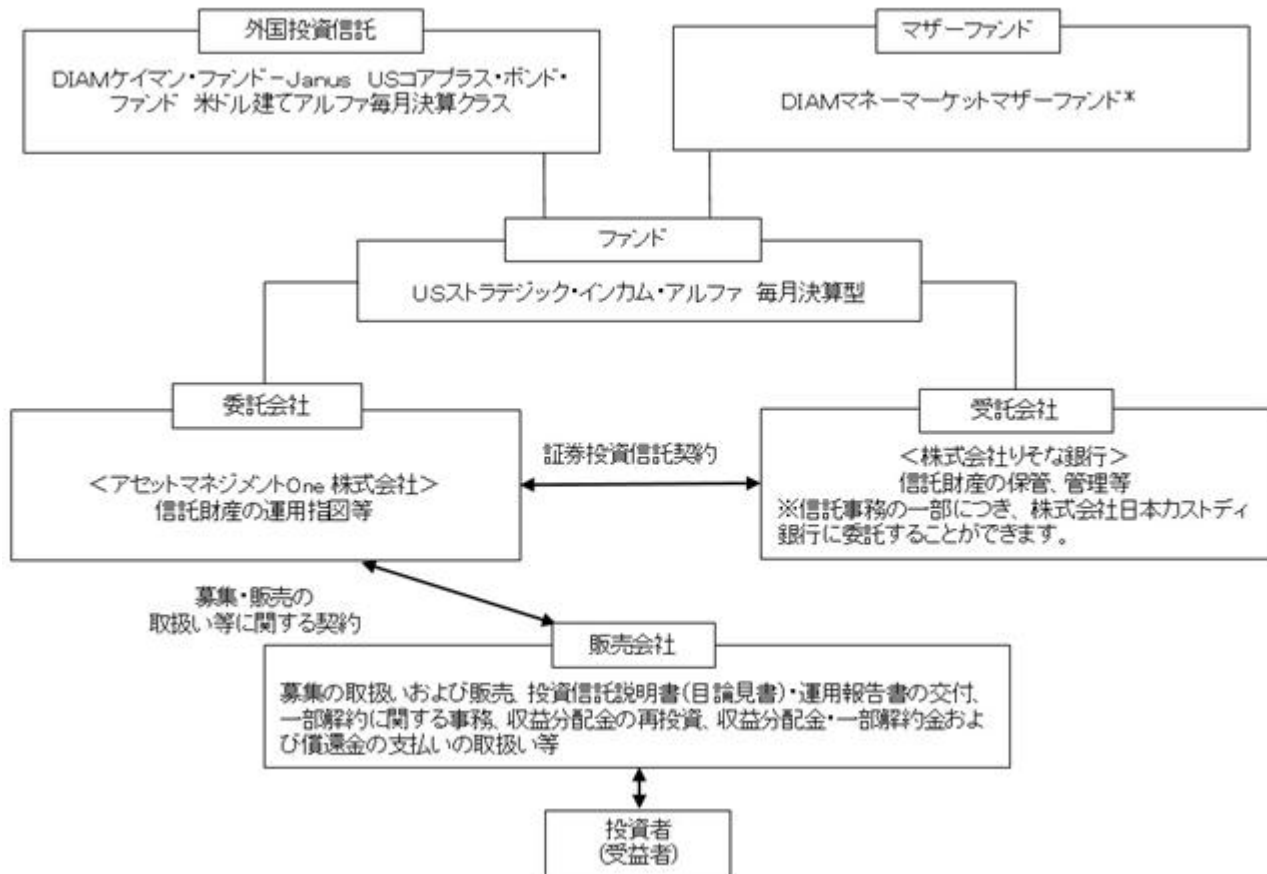 外国投資信託
DIAMケイマン・ファンド－Janus USコアプラス・ボンド・
ファンド 米ドル建てアルファ毎月決算クラス
マザーファンド
DIAMマネーマーケットマザーファンド*
ファンド
USストラテジック・インカム・アルファ 毎月決算型
委託会社
＜アセットマネジメントOne 株式会社＞
信託財産の運用指図等
証券投資信託契約
受託会社
＜株式会社りそな銀行＞
信託財産の保管、管理等
※信託事務の一部につき、株式会社日本カストディ
銀行に委託することができます。
募集・販売の
取扱い等に関する契約
販売会社
募集の取扱いおよび販売、投資信託説明書(目論見書)・運用報告書の交付、
一部解約に関する事務、収益分配金の再投資、収益分配金・一部解約金およ
び償還金の支払いの取扱い等
投資者
(受益者)